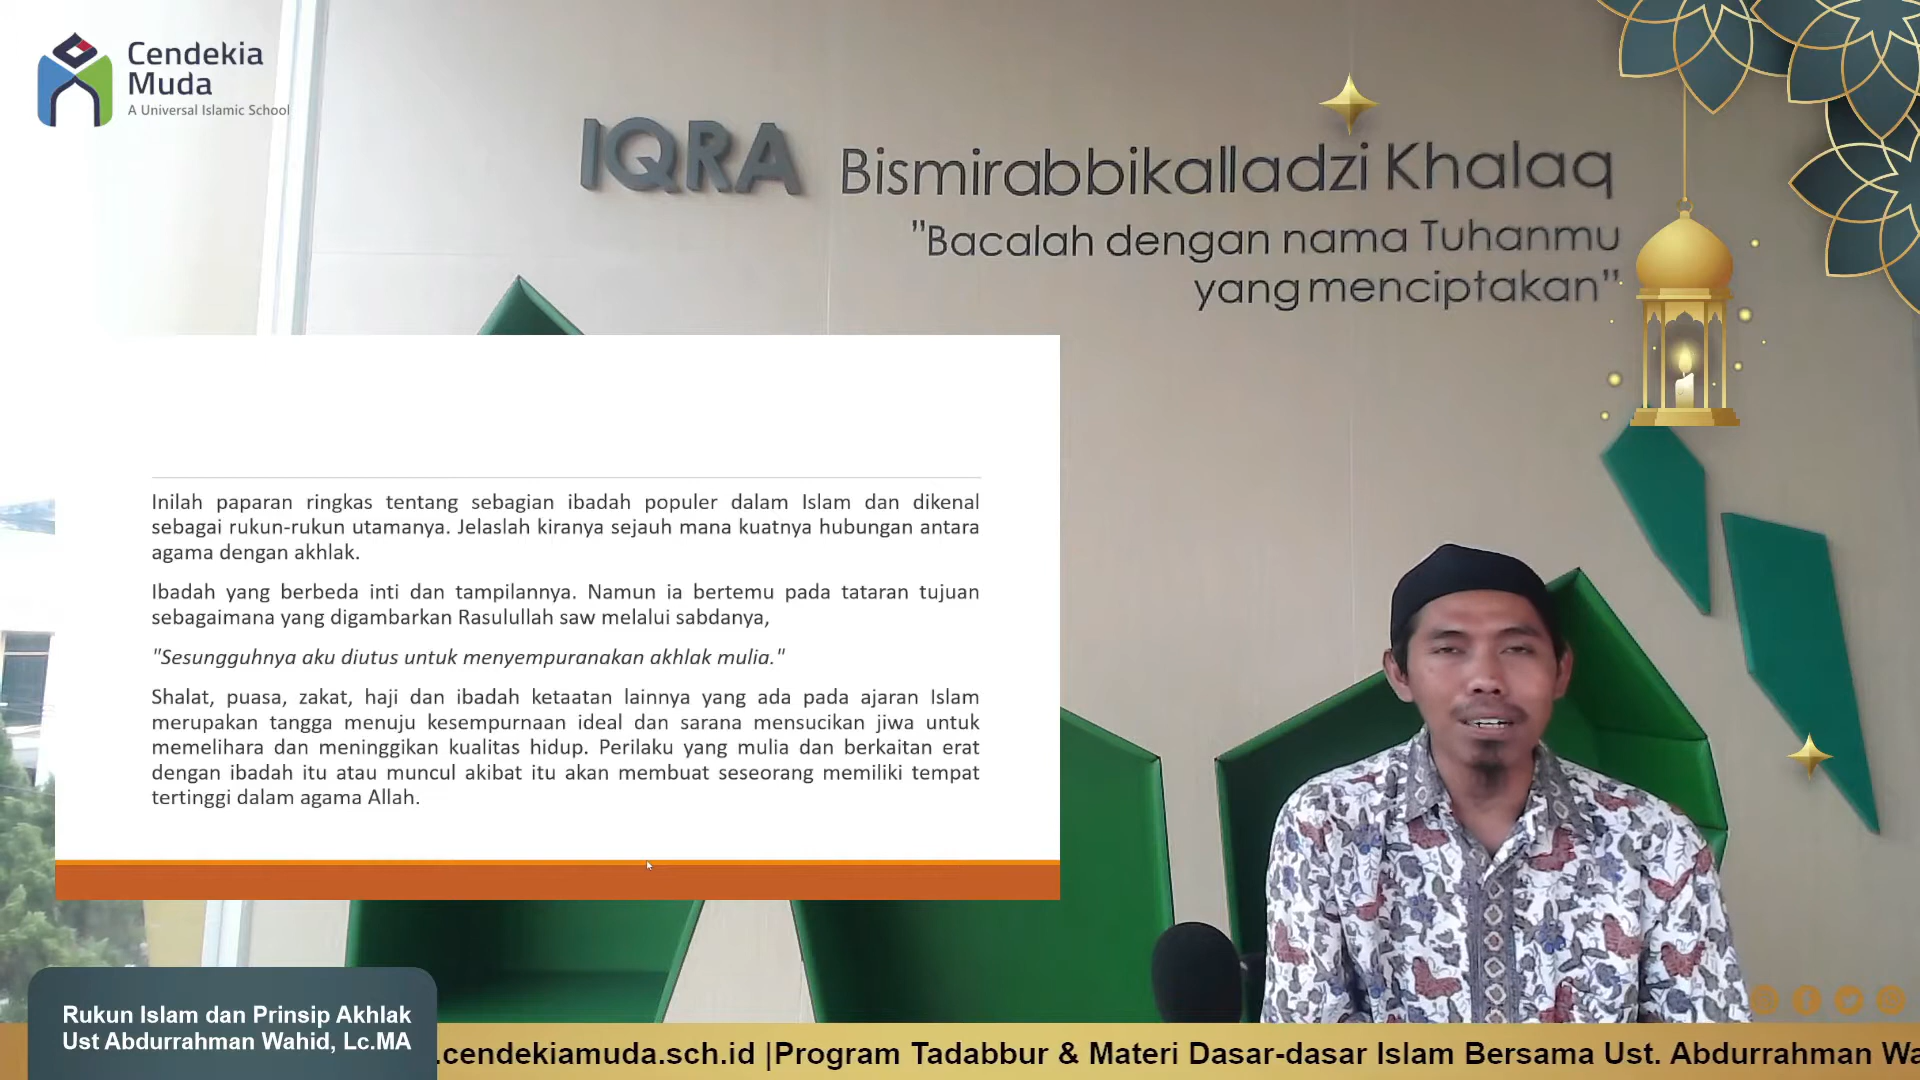 Cendekia
Muda
A Universal Islamic School
IQRA Bismirabbikalladzi Khalaq
"Bacalah dengan nama Tuhanmu
yang menciptakan"
Inilah paparan ringkas tentang sebagian ibadah populer dalam Islam dan dikenal
sebagai rukun-rukun utamanya. Jelaslah kiranya sejauh mana kuatnya hubungan antara
agama dengan akhlak.
Ibadah yang berbeda inti dan tampilannya. Namun ia bertemu pada tataran tujuan
sebagaimana yang digambarkan Rasulullah saw melalui sabdanya,
"Sesungguhnya aku diutus untuk menyempuranakan akhlak mulia."
Shalat, puasa, zakat, haji dan ibadah ketaatan lainnya yang ada pada ajaran Islam
merupakan tangga menuju kesempurnaan ideal dan sarana mensucikan jiwa untuk
memelihara dan meninggikan kualitas hidup. Perilaku yang mulia dan berkaitan erat
dengan ibadah itu atau muncul akibat itu akan membuat seseorang memiliki tempat
tertinggi dalam agama Allah.
Rukun Islam dan Prinsip Akhlak
Ust Abdurrahman Wahid, Lc.MA
.cendekiamuda.sch.id |Program Tadabbur & Materi Dasar-dasar Islam Bersama Ust. Abdurrahman Wa